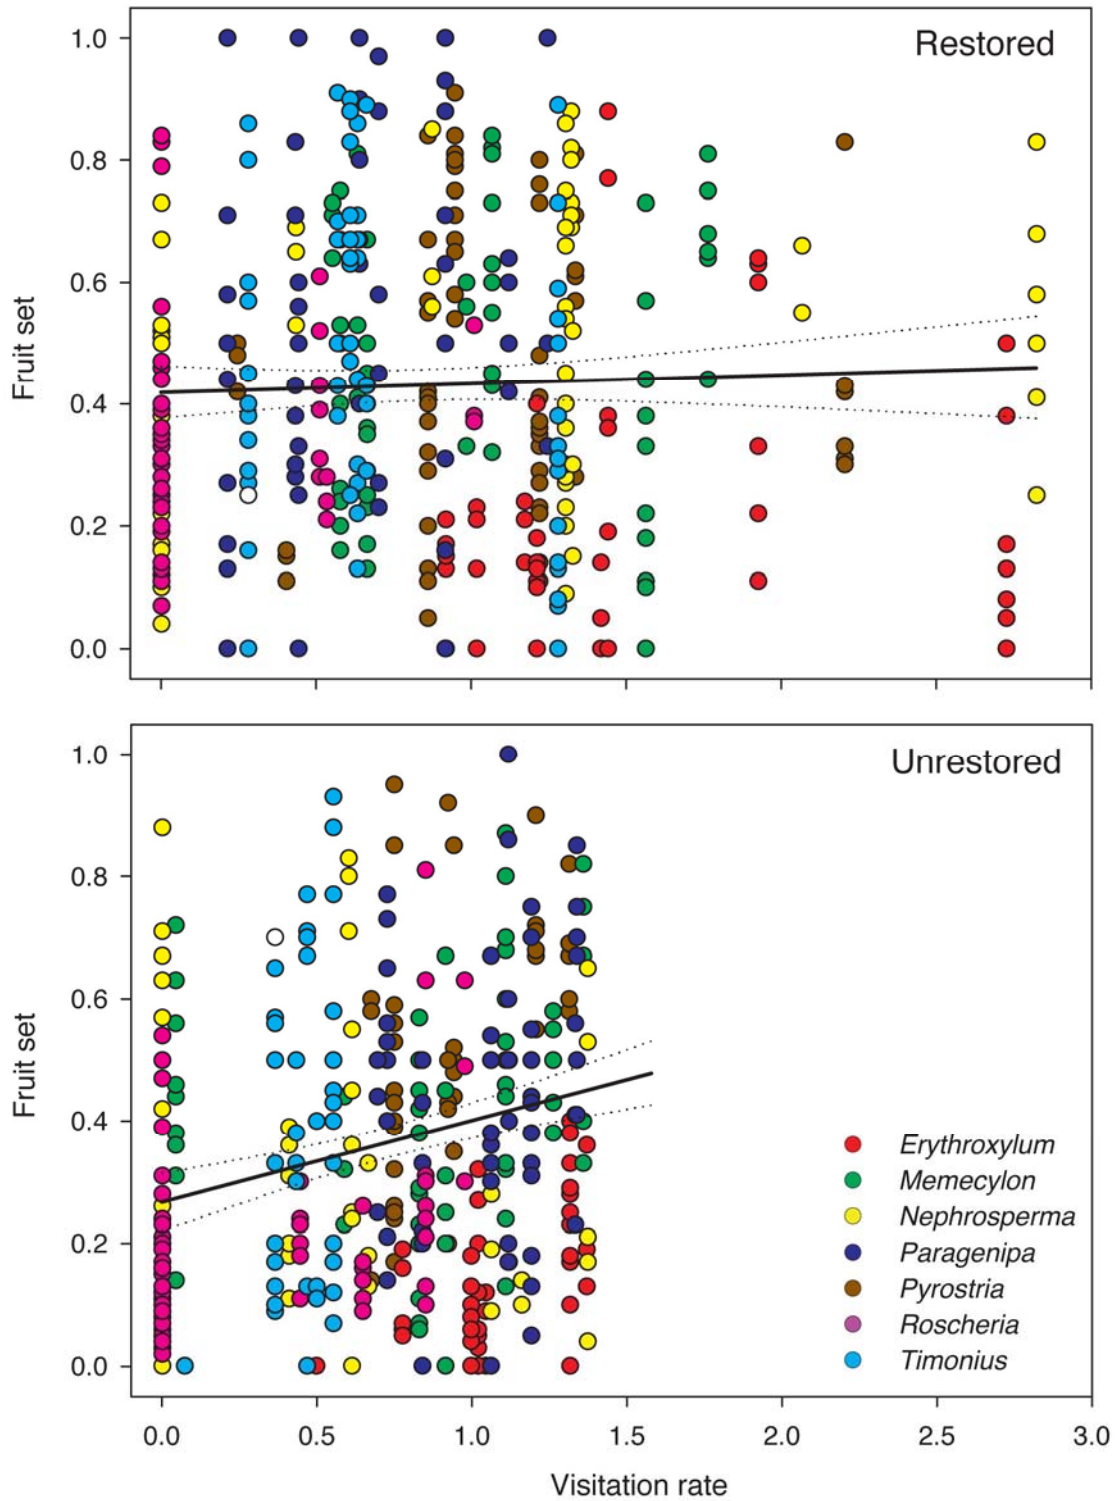 Restored
1.0
0.8
0.6
0.4
0.2
0.0
Fruit set
Unrestored
1.0
0.8
0.6
0.4
0.2
0.0
Fruit set
Erythroxylum
Memecylon
Nephrosperma
Paragenipa
Pyrostria
Roscheria
Timonius
0.0 0.5 1.0 1.5 2.0 2.5 3.0
Visitation rate